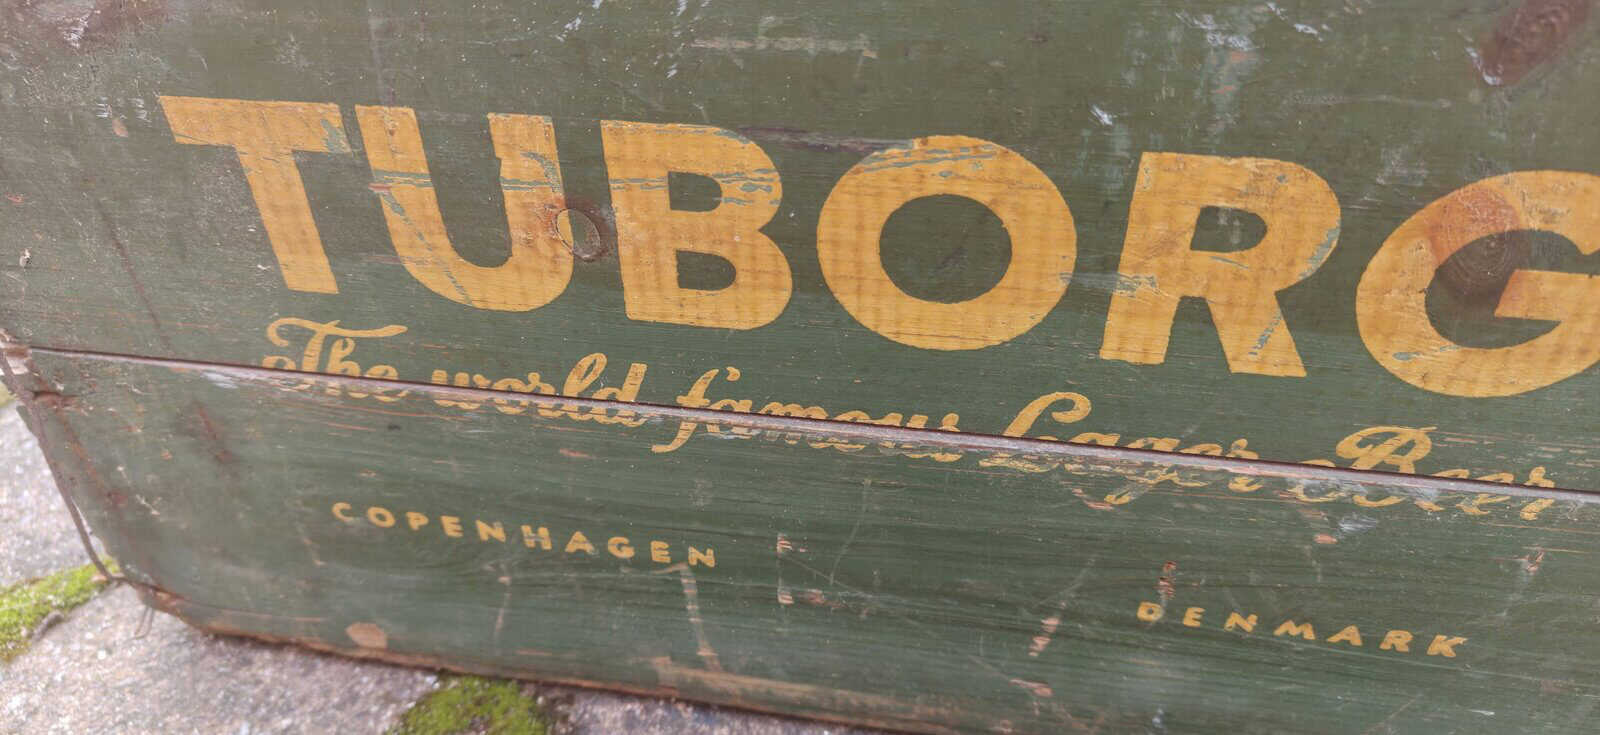 TUBORG
The world famous Lager Beer
COPENHAGEN DENMARK